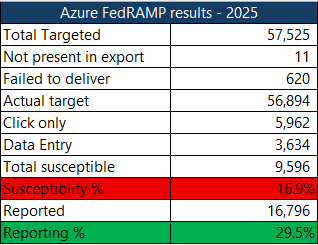 Azure FedRAMP results - 2025
Total Targeted 57,525
Not present in export 11
Failed to deliver 620
Actual target 56,894
Click only 5,962
Data Entry 3,634
Total susceptible 9,596
Susceptiblity % 16.9%
Reported 16,796
Reporting % 29.5%